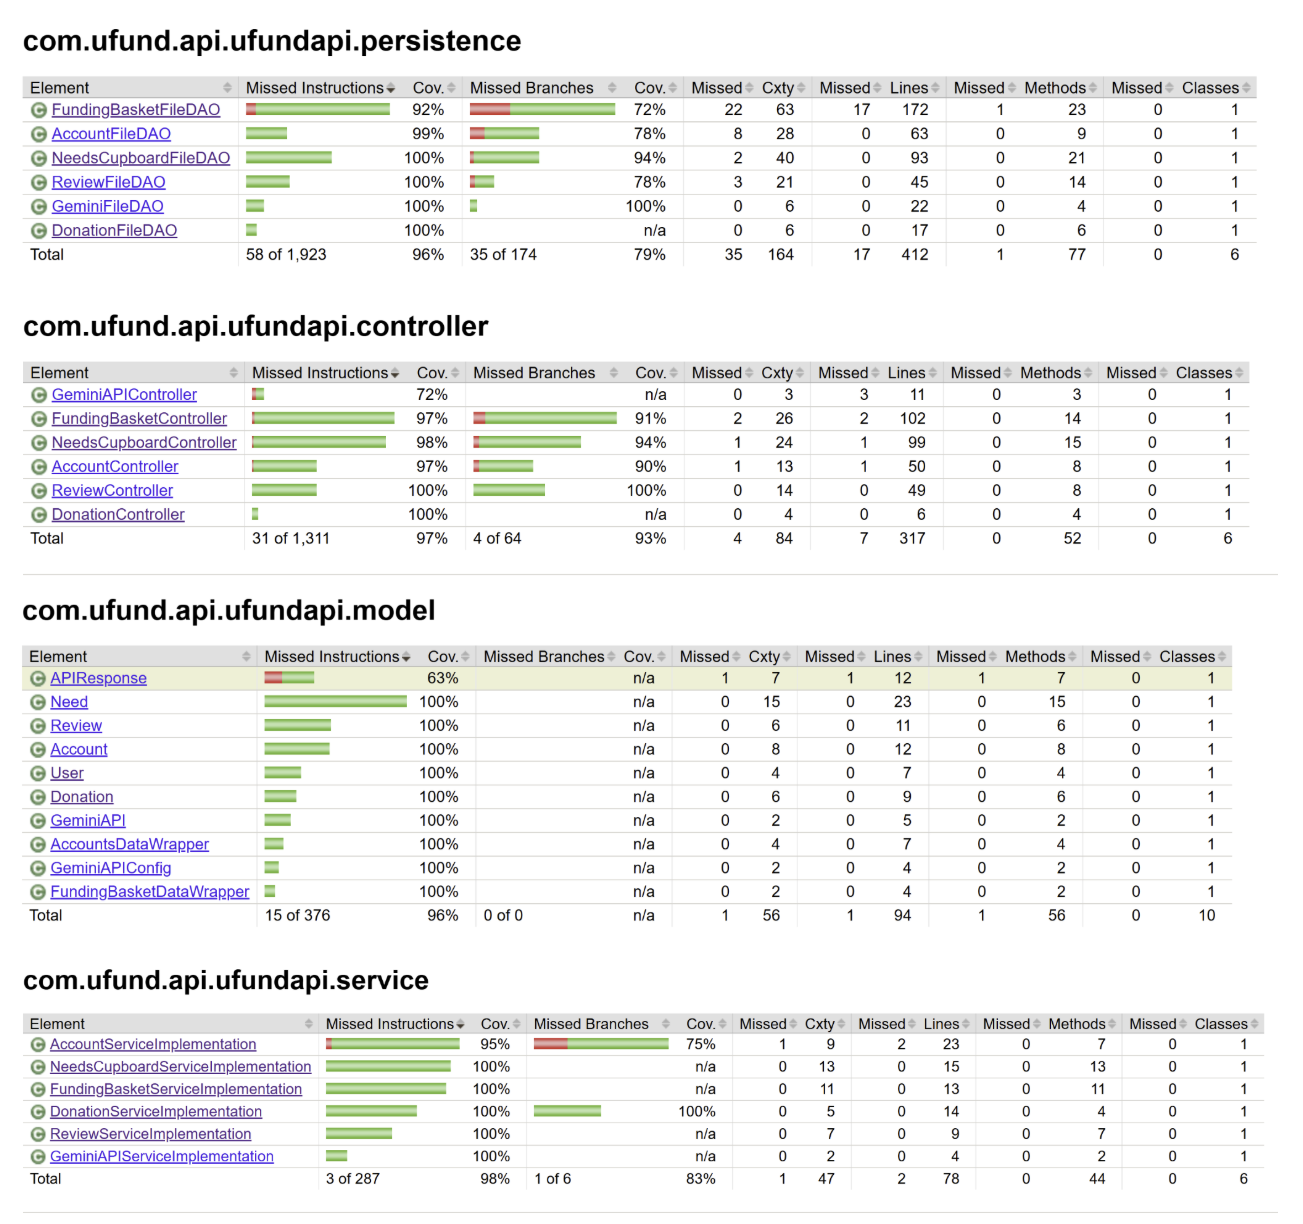 com.ufund.api.ufundapi.persistence
Element Missed Instructions Cov. Missed Branches Cov. Missed Cxty Missed Lines Missed Methods Missed Classes
C FundingBasketFileDAO 92% 72% 22 63 17 172 1 23 0 1
C AccountFileDAO 99% 78% 8 28 0 63 0 9 0 1
C NeedsCupboardFileDAO 100% 94% 2 40 0 93 0 21 0 1
C ReviewFileDAO 100% 78% 3 21 0 45 0 14 0 1
C GeminiFileDAO 100% 100% 0 6 0 22 0 4 0 1
C DonationFileDAO 100% n/a 0 6 0 17 0 6 0 1
Total 58 of 1,923 96% 35 of 174 79% 35 164 17 412 1 77 0 6
com.ufund.api.ufundapi.controller
Element Missed Instructions Cov. Missed Branches Cov. Missed Cxty Missed Lines Missed Methods Missed Classes
C GeminiAPIController 72% n/a 0 3 3 11 0 3 0 1
C FundingBasketController 97% 91% 2 26 2 102 0 14 0 1
C NeedsCupboardController 98% 94% 1 24 1 99 0 15 0 1
C AccountController 97% 90% 1 13 1 50 0 8 0 1
C ReviewController 100% 100% 0 14 0 49 0 8 0 1
C DonationController 100% n/a 0 4 0 6 0 4 0 1
Total 31 of 1,311 97% 4 of 64 93% 4 84 7 317 0 52 0 6
com.ufund.api.ufundapi.model
Element Missed Instructions Cov. Missed Branches Cov. Missed Cxty Missed Lines Missed Methods Missed Classes
C APIResponse 63% n/a 1 7 1 12 1 7 0 1
C Need 100% n/a 0 15 0 23 0 15 0 1
C Review 100% n/a 0 6 0 11 0 6 0 1
C Account 100% n/a 0 8 0 12 0 8 0 1
C User 100% n/a 0 4 0 7 0 4 0 1
C Donation 100% n/a 0 6 0 9 0 6 0 1
C GeminiAPI 100% n/a 0 2 0 5 0 2 0 1
C AccountsDataWrapper 100% n/a 0 4 0 7 0 4 0 1
C GeminiAPIConfig 100% n/a 0 2 0 4 0 2 0 1
C FundingBasketDataWrapper 100% n/a 0 2 0 4 0 2 0 1
Total 15 of 376 96% 0 of 0 n/a 1 56 1 94 1 56 0 10
com.ufund.api.ufundapi.service
Element Missed Instructions Cov. Missed Branches Cov. Missed Cxty Missed Lines Missed Methods Missed Classes
C AccountServiceImplementation 95% 75% 1 9 2 23 0 7 0 1
C NeedsCupboardServiceImplementation 100% n/a 0 13 0 15 0 13 0 1
C FundingBasketServiceImplementation 100% n/a 0 11 0 13 0 11 0 1
C DonationServiceImplementation 100% 100% 0 5 0 14 0 4 0 1
C ReviewServiceImplementation 100% n/a 0 7 0 9 0 7 0 1
C GeminiAPIServiceImplementation 100% n/a 0 2 0 4 0 2 0 1
Total 3 of 287 98% 1 of 6 83% 1 47 2 78 0 44 0 6